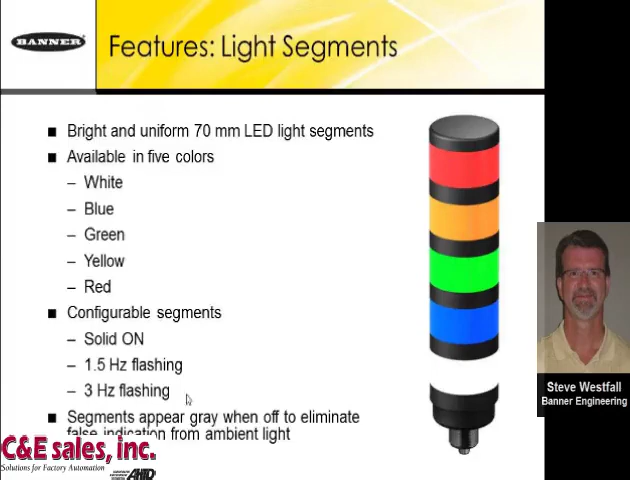 BANNER
Features: Light Segments
■ Bright and uniform 70 mm LED light segments
■ Available in five colors
– White
– Blue
– Green
– Yellow
– Red
■ Configurable segments
– Solid ON
– 1.5 Hz flashing
– 3 Hz flashing
■ Segments appear gray when off to eliminate
false indication from ambient light
Steve Westfall
Banner Engineering
C&E sales, inc.
Solutions for Factory Automation